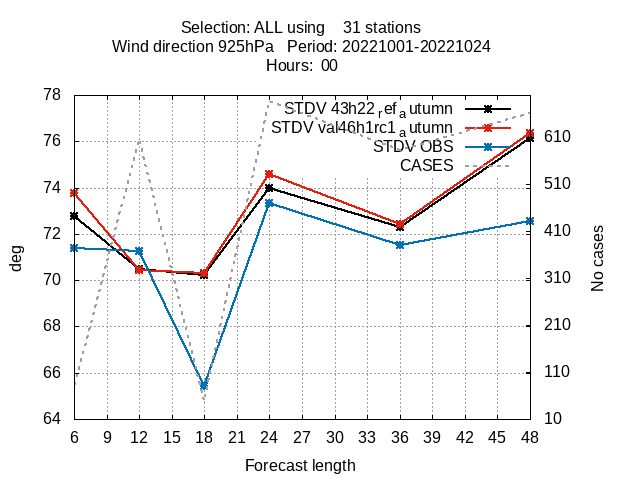 Selection: ALL using    31 stations
Wind direction 925hPa   Period: 20221001-20221024
Hours:  00
STDV 43h22_ref_autumn
STDV val46h1rc1_autumn
STDV OBS
CASES
78
76
74
72
70
68
66
64
deg
610
510
410
310
210
110
10
No cases
6 9 12 15 18 21 24 27 30 33 36 39 42 45 48
Forecast length